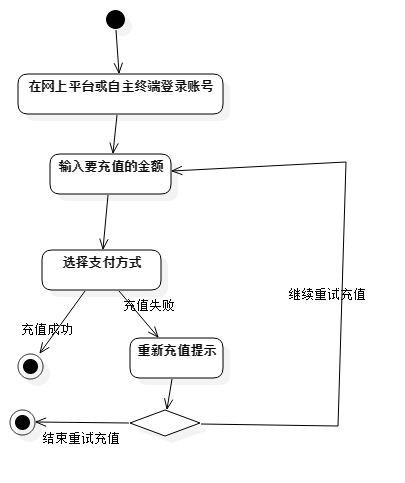 在网上平台或自主终端登录账号
输入要充值的金额
选择支付方式
继续重试充值
充值失败
充值成功
重新充值提示
结束重试充值